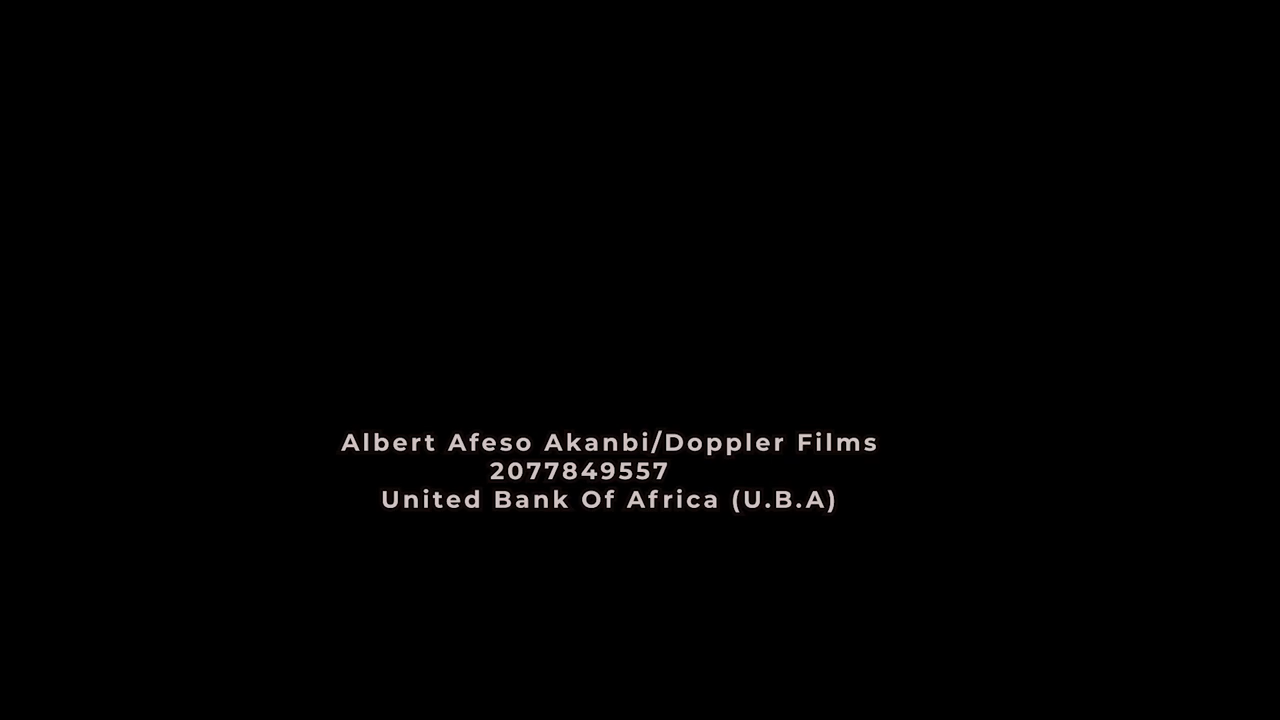 Albert Afeso Akanbi/Doppler Films
2077849557
United Bank Of Africa (U.B.A)